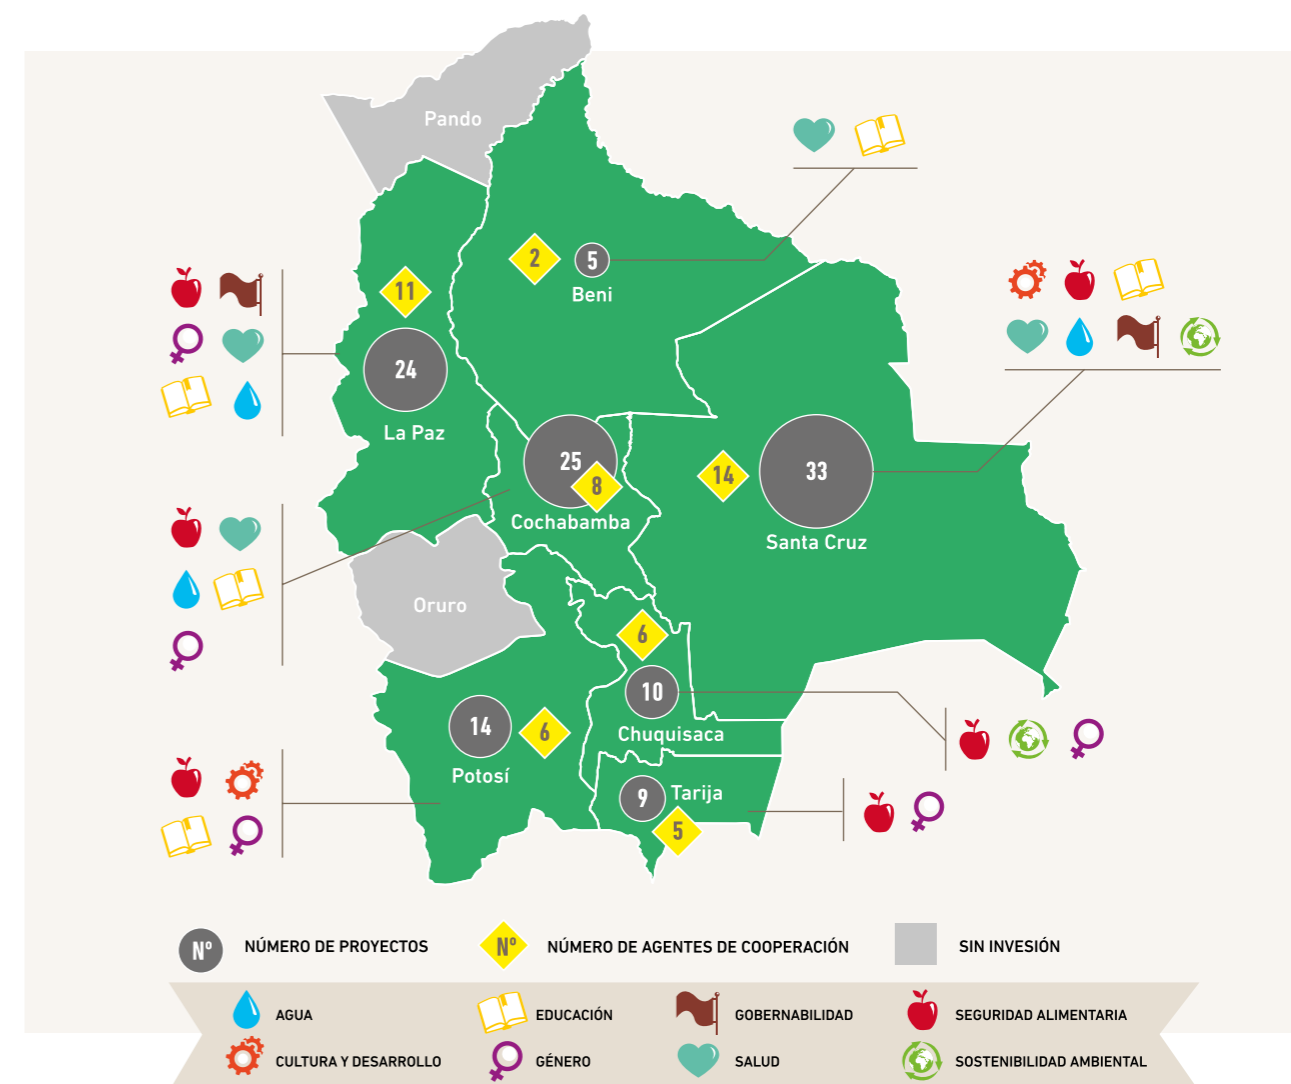 Pando
2
5
Beni
11
24
La Paz
25
8
Cochabamba
14
33
Santa Cruz
Oruro
6
10
Chuquisaca
14
6
Potosí
9
Tarija
5
Nº
NÚMERO DE PROYECTOS
Nº
NÚMERO DE AGENTES DE COOPERACIÓN
SIN INVESIÓN
AGUA
EDUCACIÓN
GOBERNABILIDAD
SEGURIDAD ALIMENTARIA
CULTURA Y DESARROLLO
GÉNERO
SALUD
SOSTENIBILIDAD AMBIENTAL